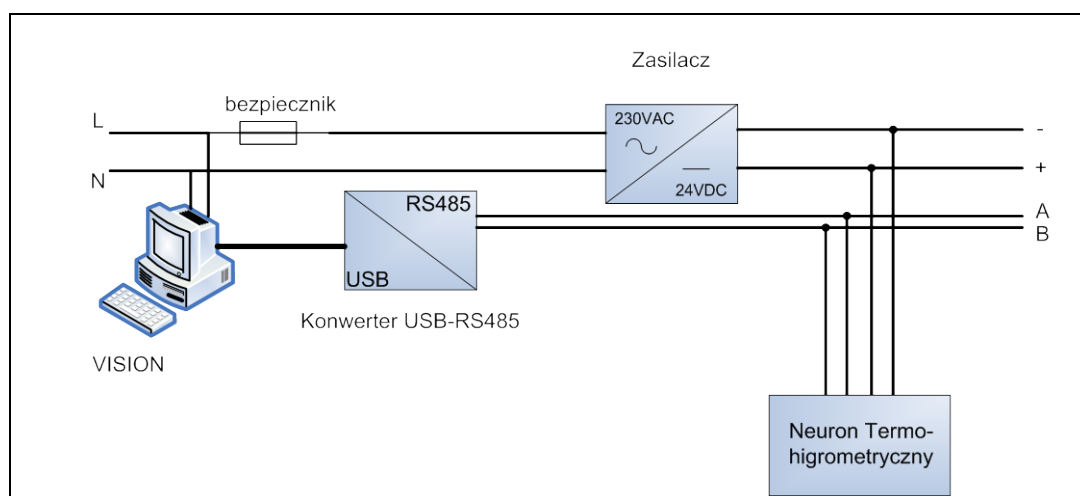 Zasilacz
bezpiecznik
L
230VAC
-
N
24VDC
+
RS485
A
B
USB
Konwerter USB-RS485
VISION
Neuron Termo-
higrometryczny